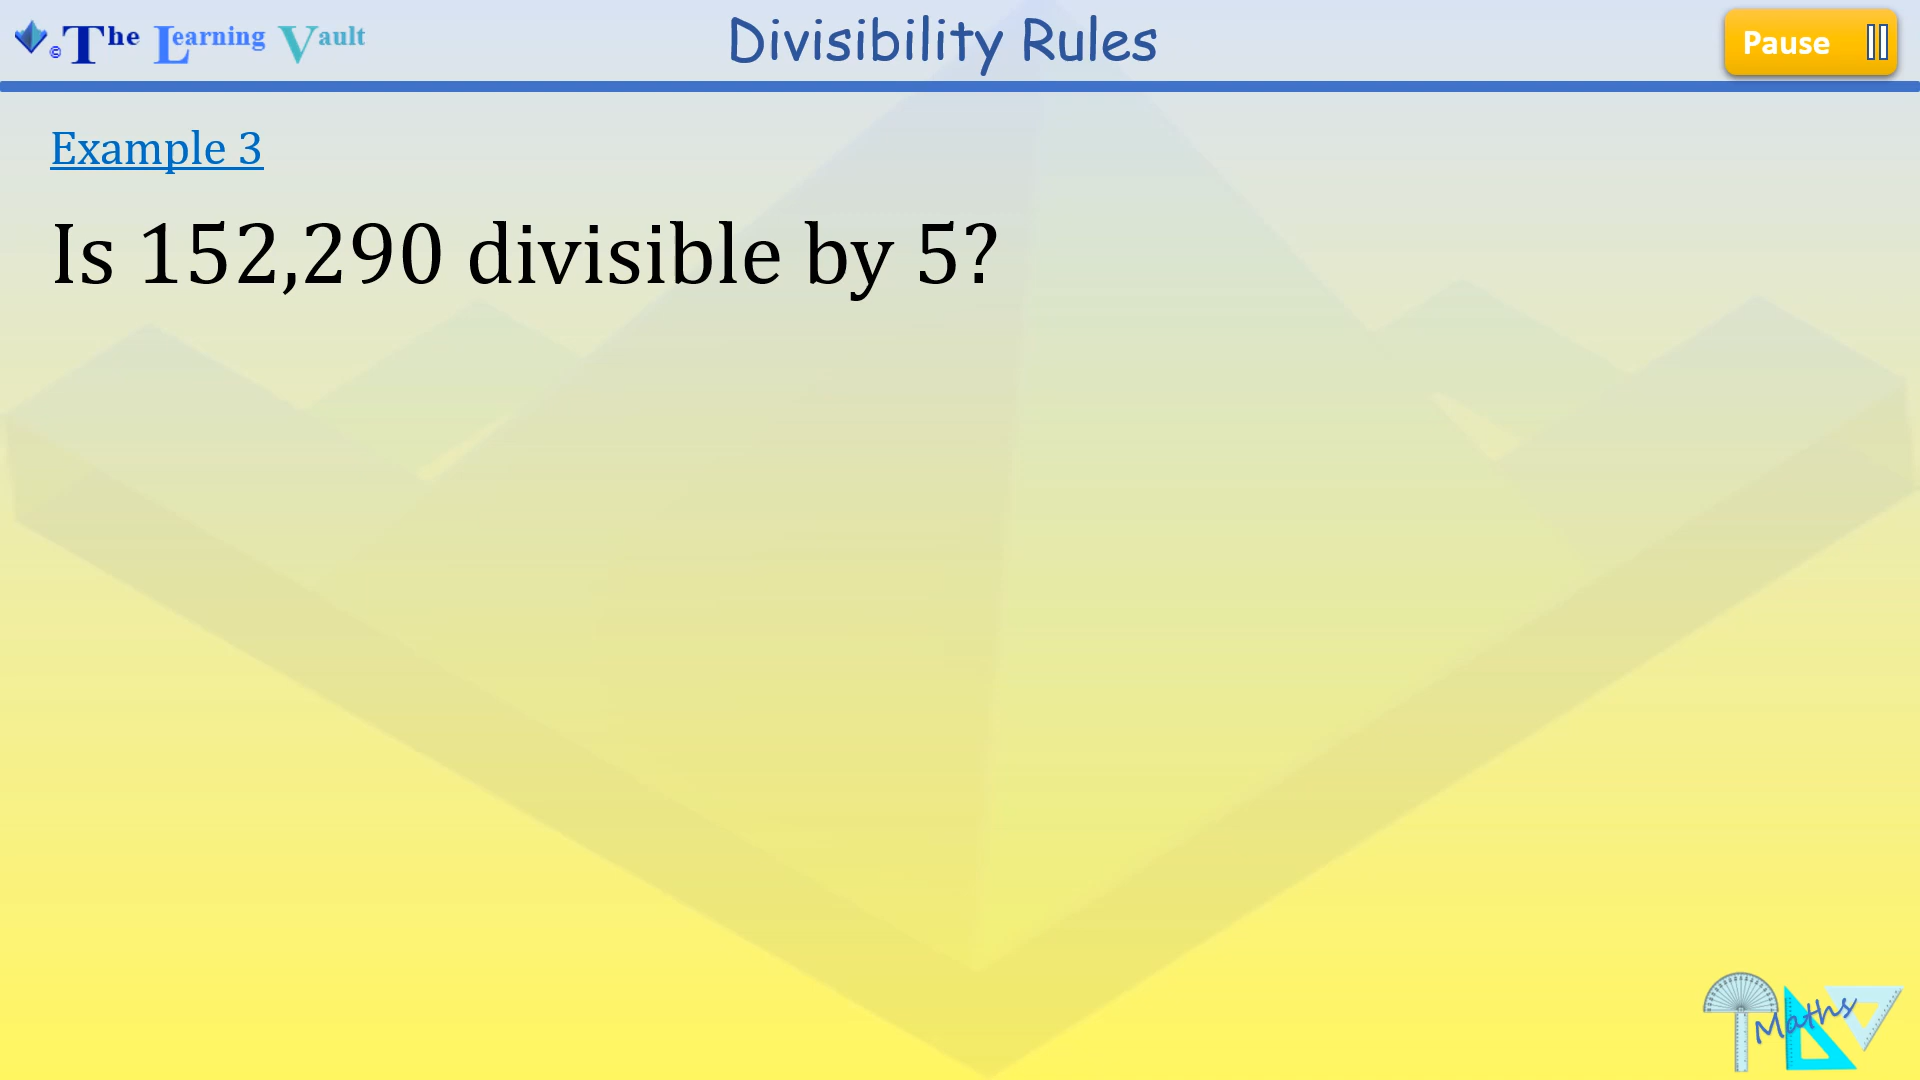 © The Learning Vault
Divisibility Rules
Pause
Example 3
Is 152,290 divisible by 5?
Maths